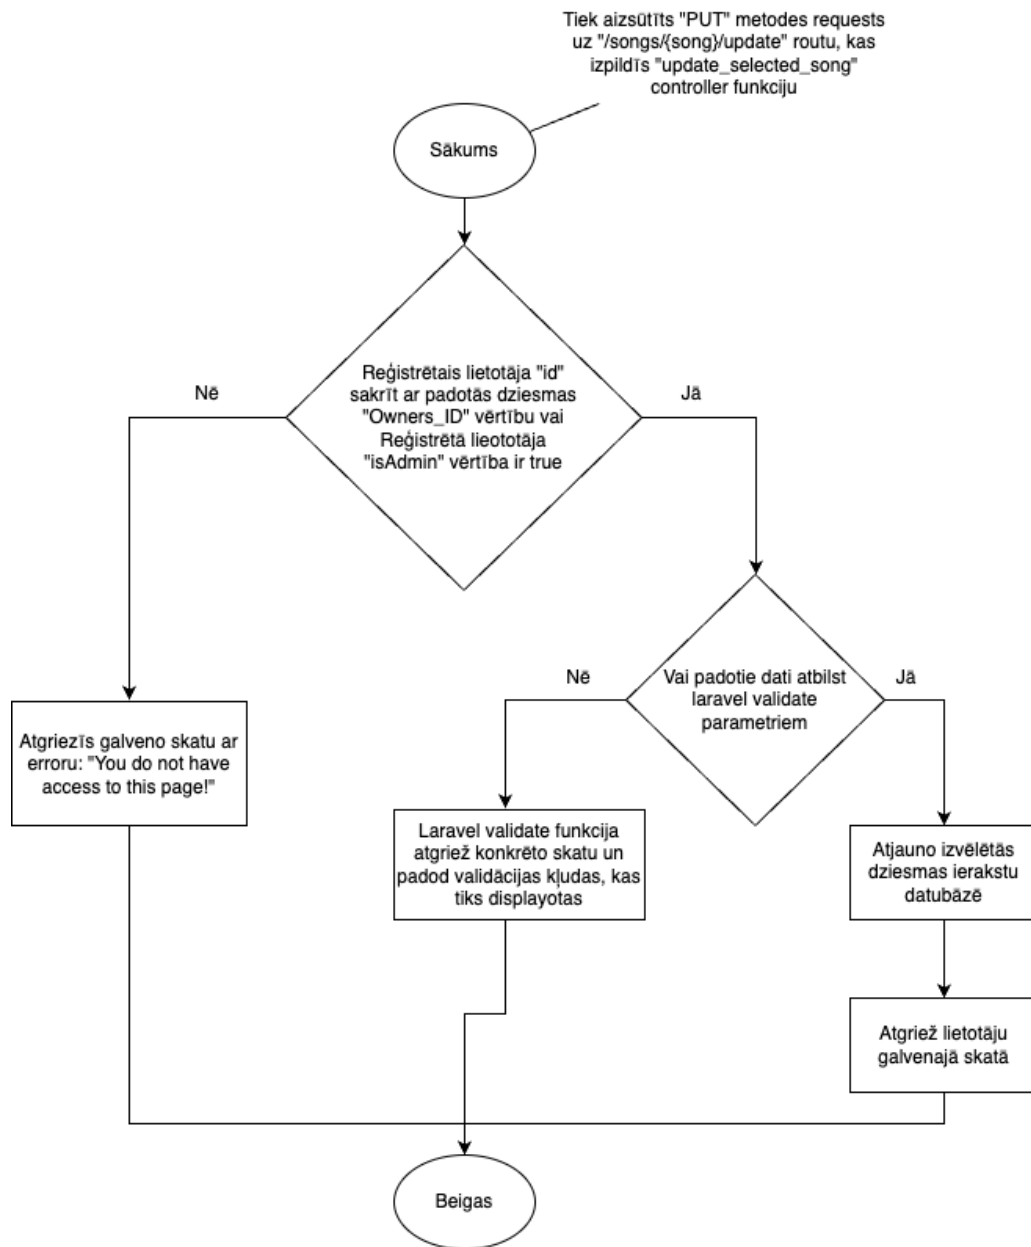 Tiek aizsūtīts "PUT" metodes requests
uz "/songs/{song}/update" routu, kas
izpildīs "update_selected_song"
controller funkciju
Sākums
Reģistrētais lietotāja "id"
sakrīt ar padotās dziesmas
"Owners_ID" vērtību vai
Reģistrētā lieototāja
"isAdmin" vērtība ir true
Nē
Jā
Vai padotie dati atbilst
laravel validate
parametriem
Nē
Jā
Atgriezīs galveno skatu ar
erroru: "You do not have
access to this page!"
Laravel validate funkcija
atgriež konkrēto skatu un
padod validācijas kļudas, kas
tiks displayotas
Atjauno izvēlētās
dziesmas ierakstu
datubāzē
Atgriež lietotāju
galvenajā skatā
Beigas